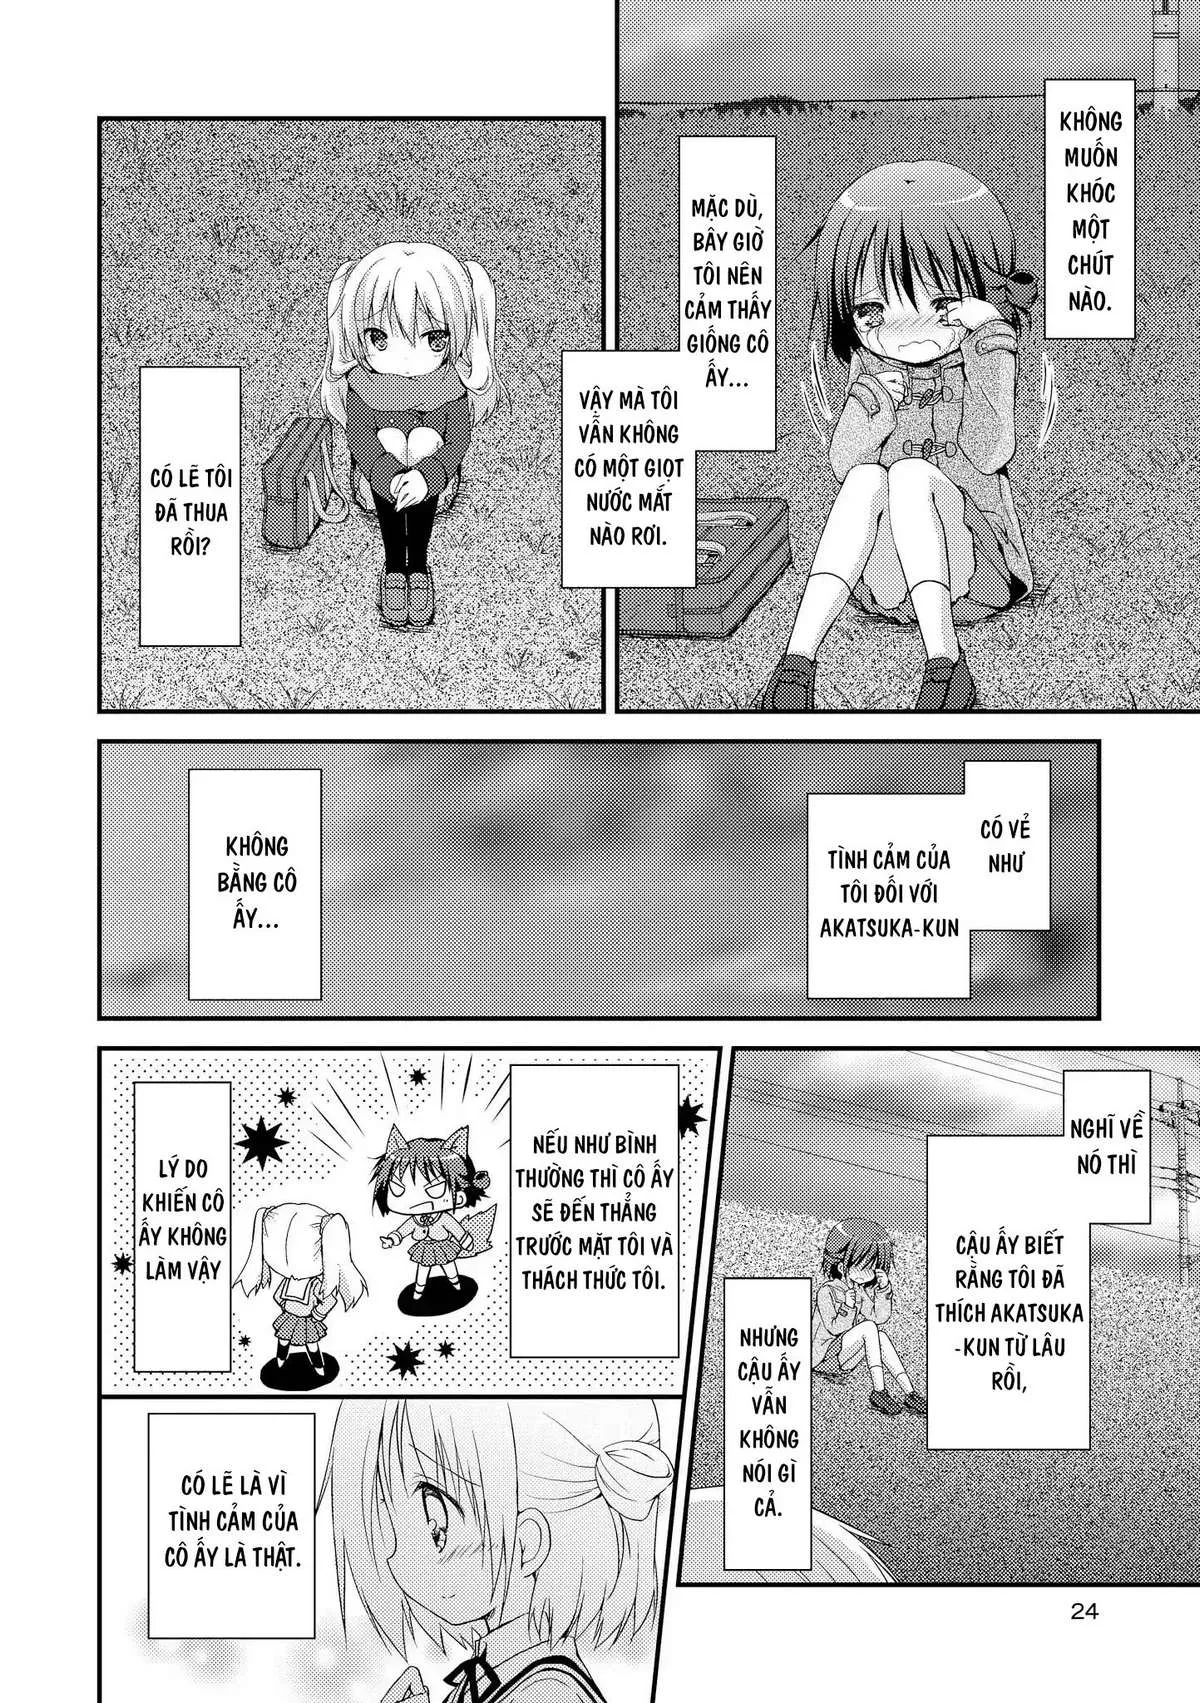 KHÔNG
MUỐN
KHÓC
MỘT
CHÚT
NÀO.
MẶC DÙ,
BÂY GIỜ
TÔI NÊN
CẢM THẤY
GIỐNG CÔ
ẤY...
VẬY MÀ TÔI
VẪN KHÔNG
CÓ MỘT GIỌT
NƯỚC MẮT
NÀO RƠI.
CÓ LẼ TÔI
ĐÃ THUA
RỒI?
CÓ VẺ
NHƯ
TÌNH CẢM CỦA
TÔI ĐỐI VỚI
AKATSUKA-KUN
KHÔNG
BẰNG CÔ
ẤY...
NGHĨ VỀ
NÓ THÌ
CẬU ẤY BIẾT
RẰNG TÔI ĐÃ
THÍCH AKATSUKA
-KUN TỪ LÂU
RỒI,
NHƯNG
CẬU ẤY
VẪN
KHÔNG
NÓI GÌ
CẢ.
NẾU NHƯ BÌNH
THƯỜNG THÌ CÔ ẤY
SẼ ĐẾN THẲNG
TRƯỚC MẶT TÔI VÀ
THÁCH THỨC TÔI.
LÝ DO
KHIẾN CÔ
ẤY KHÔNG
LÀM VẬY
CÓ LẼ LÀ VÌ
TÌNH CẢM CỦA
CÔ ẤY LÀ THẬT.
24